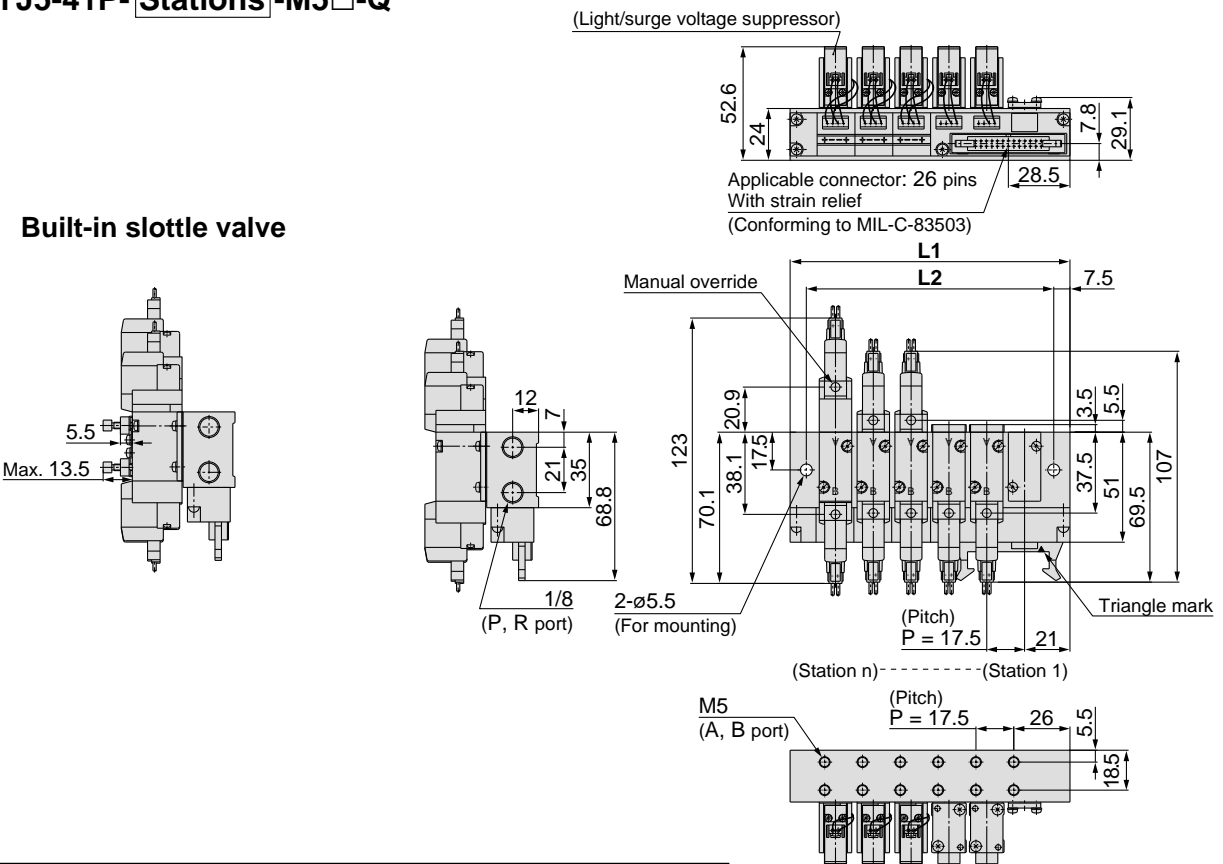 -41P- Stations -M5□-Q
(Light/surge voltage suppressor)
52.6
24
7.8
29.1
28.5
Applicable connector: 26 pins
With strain relief
(Conforming to MIL-C-83503)
Built-in slottle valve
5.5
Max. 13.5
12
7
21
35
68.8
1/8
(P, R port)
L1
L2
7.5
Manual override
123
20.9
17.5
38.1
70.1
3.5
5.5
37.5
51
69.5
107
B
B
B
2-ø5.5
(For mounting)
Triangle mark
(Pitch)
P = 17.5
21
(Station n)
(Station 1)
M5
(A, B port)
(Pitch)
P = 17.5
26
5.5
18.5